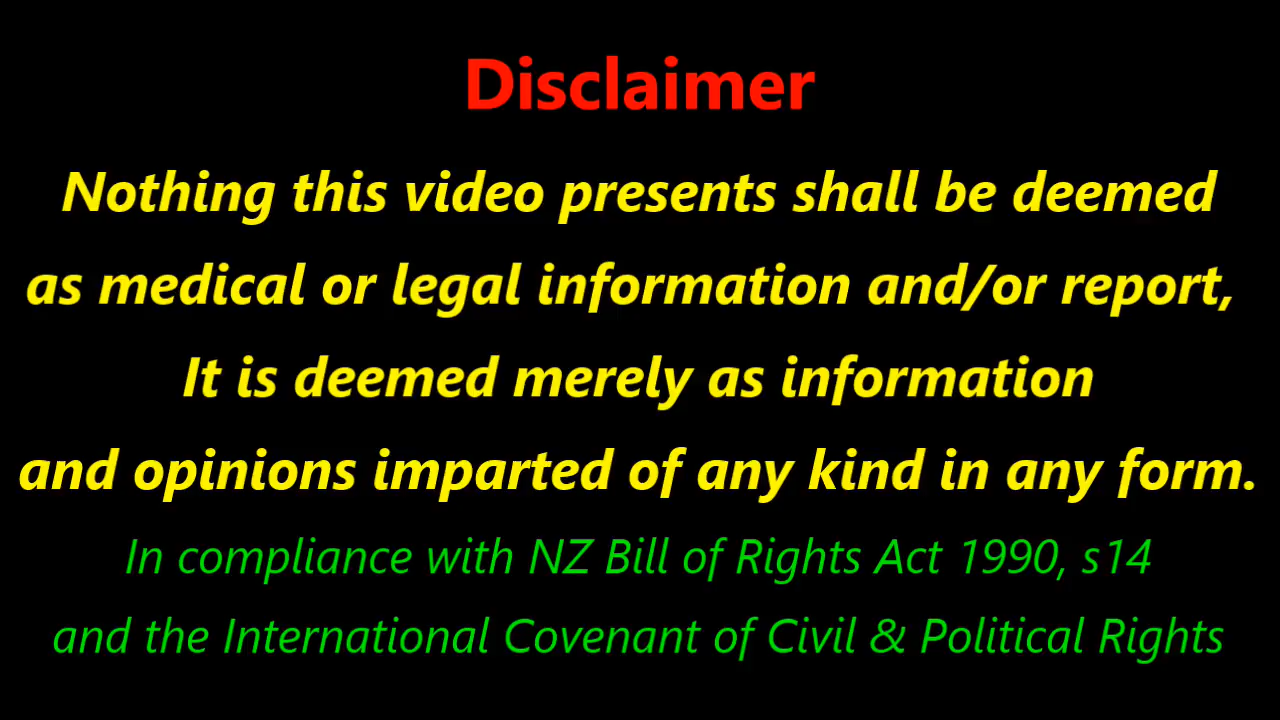 Disclaimer
Nothing this video presents shall be deemed
as medical or legal information and/or report,
It is deemed merely as information
and opinions imparted of any kind in any form.
In compliance with NZ Bill of Rights Act 1990, s14
and the International Covenant of Civil & Political Rights